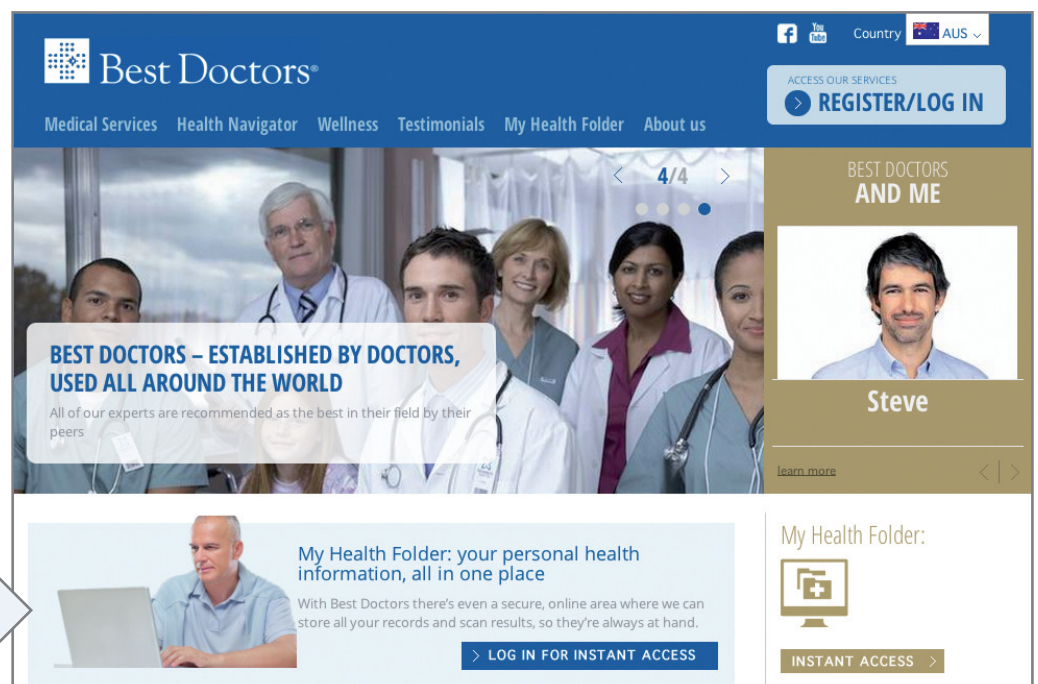 You
Tube
Country AUS
Best Doctors®
ACCESS OUR SERVICES
REGISTER/LOG IN
Medical Services Health Navigator Wellness Testimonials My Health Folder About us
4/4
BEST DOCTORS
AND ME
BEST DOCTORS – ESTABLISHED BY DOCTORS,
USED ALL AROUND THE WORLD
All of our experts are recommended as the best in their field by their
peers
Steve
learn more
My Health Folder: your personal health
information, all in one place
With Best Doctors there's even a secure, online area where we can
store all your records and scan results, so they're always at hand.
LOG IN FOR INSTANT ACCESS
My Health Folder:
INSTANT ACCESS